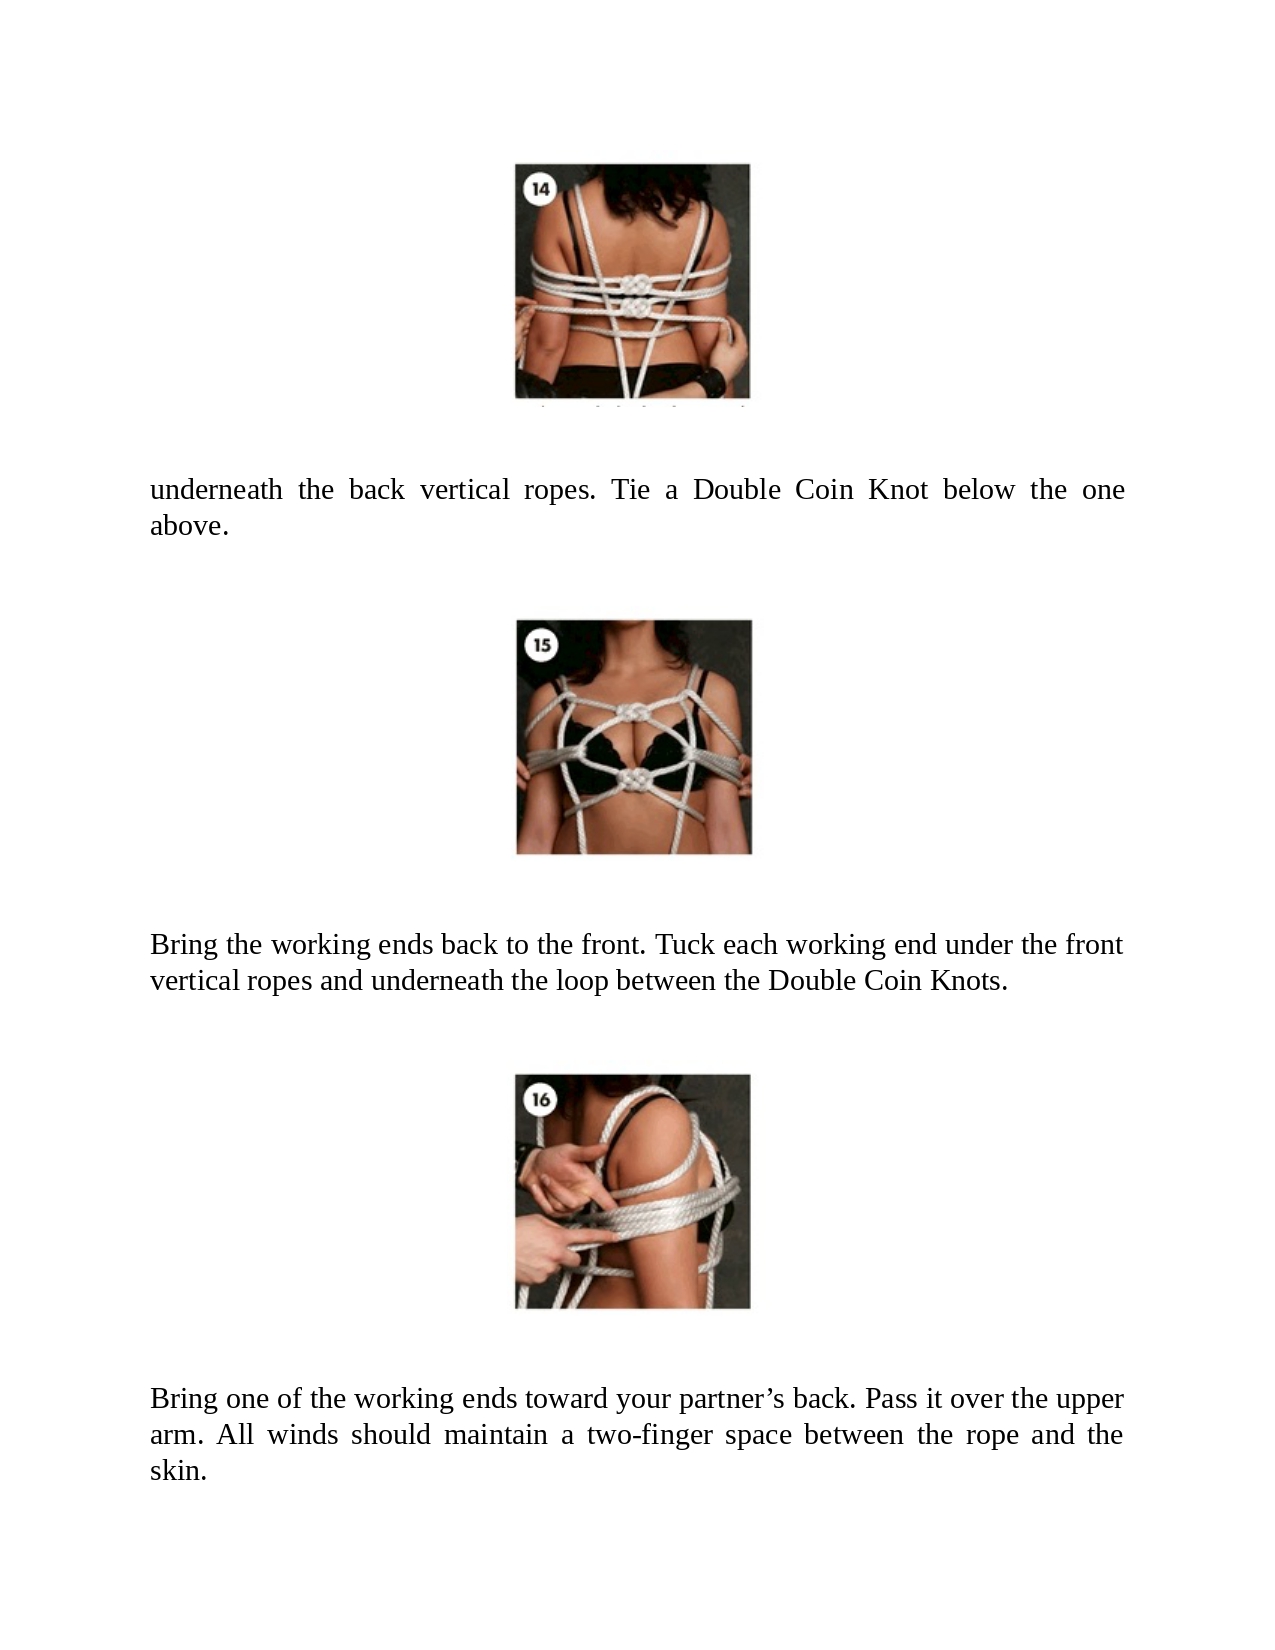 14
underneath the back vertical ropes. Tie a Double Coin Knot below the one
above.
15
Bring the working ends back to the front. Tuck each working end under the front
vertical ropes and underneath the loop between the Double Coin Knots.
16
Bring one of the working ends toward your partner’s back. Pass it over the upper
arm. All winds should maintain a two-finger space between the rope and the
skin.